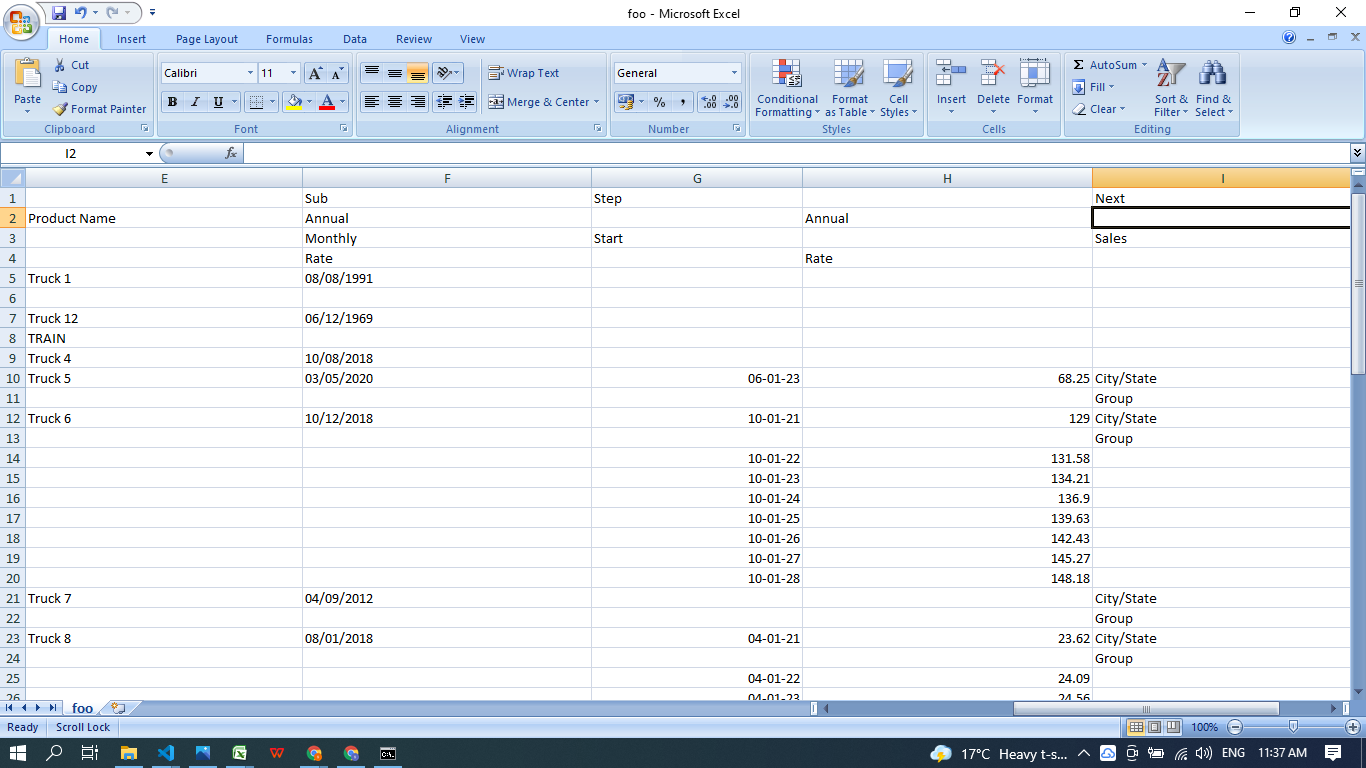 foo - Microsoft Excel
Home Insert Page Layout Formulas Data Review View
Paste Cut Copy Format Painter
Calibri 11
B I U A
Wrap Text
Merge & Center
General
% ,
Conditional Formatting Format as Table Cell Styles
Insert Delete Format
Σ AutoSum Fill Clear
Sort & Filter Find & Select
Clipboard Font Alignment Number Styles Cells Editing
I2 fx
E F G H I
1 Sub Step Next
2 Product Name Annual Annual
3 Monthly Start Sales
4 Rate Rate
5 Truck 1 08/08/1991
6
7 Truck 12 06/12/1969
8 TRAIN
9 Truck 4 10/08/2018
10 Truck 5 03/05/2020 06-01-23 68.25 City/State
11 Group
12 Truck 6 10/12/2018 10-01-21 129 City/State
13 Group
14 10-01-22 131.58
15 10-01-23 134.21
16 10-01-24 136.9
17 10-01-25 139.63
18 10-01-26 142.43
19 10-01-27 145.27
20 10-01-28 148.18
21 Truck 7 04/09/2012 City/State
22 Group
23 Truck 8 08/01/2018 04-01-21 23.62 City/State
24 Group
25 04-01-22 24.09
26 04-01-23 24.56
foo
Ready Scroll Lock 100%
17°C Heavy t-s... ENG 11:37 AM